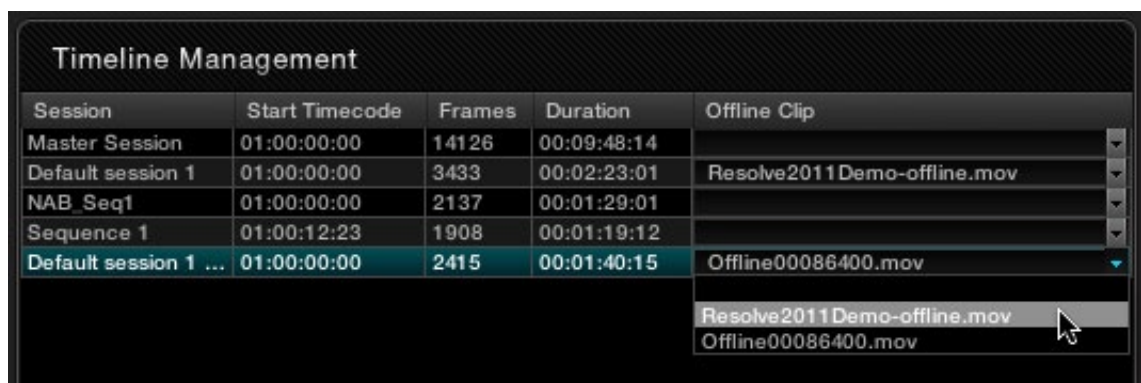 Timeline Management
Session Start Timecode Frames Duration Offline Clip
Master Session 01:00:00:00 14126 00:09:48:14
Default session 1 01:00:00:00 3433 00:02:23:01 Resolve2011Demo-offline.mov
NAB_Seq1 01:00:00:00 2137 00:01:29:01
Sequence 1 01:00:12:23 1908 00:01:19:12
Default session 1 ... 01:00:00:00 2415 00:01:40:15 Offline00086400.mov
Resolve2011Demo-offline.mov
Offline00086400.mov